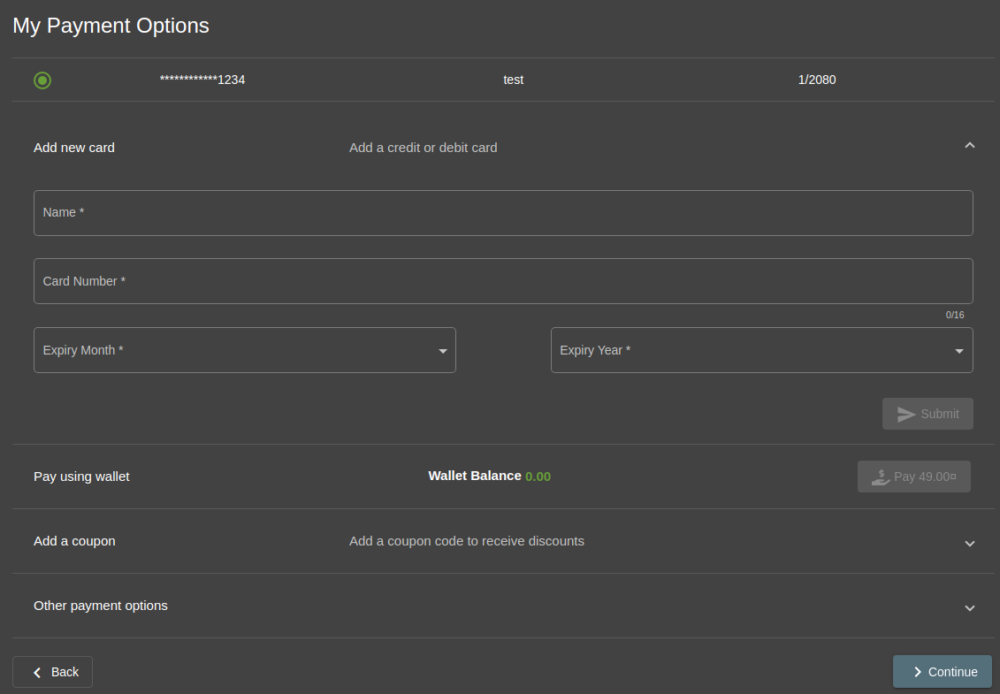 My Payment Options
************1234 test 1/2080
Add new card Add a credit or debit card
Name *
Card Number *
0/16
Expiry Month * Expiry Year *
Submit
Pay using wallet Wallet Balance 0.00 Pay 49.00¤
Add a coupon Add a coupon code to receive discounts
Other payment options
Back Continue